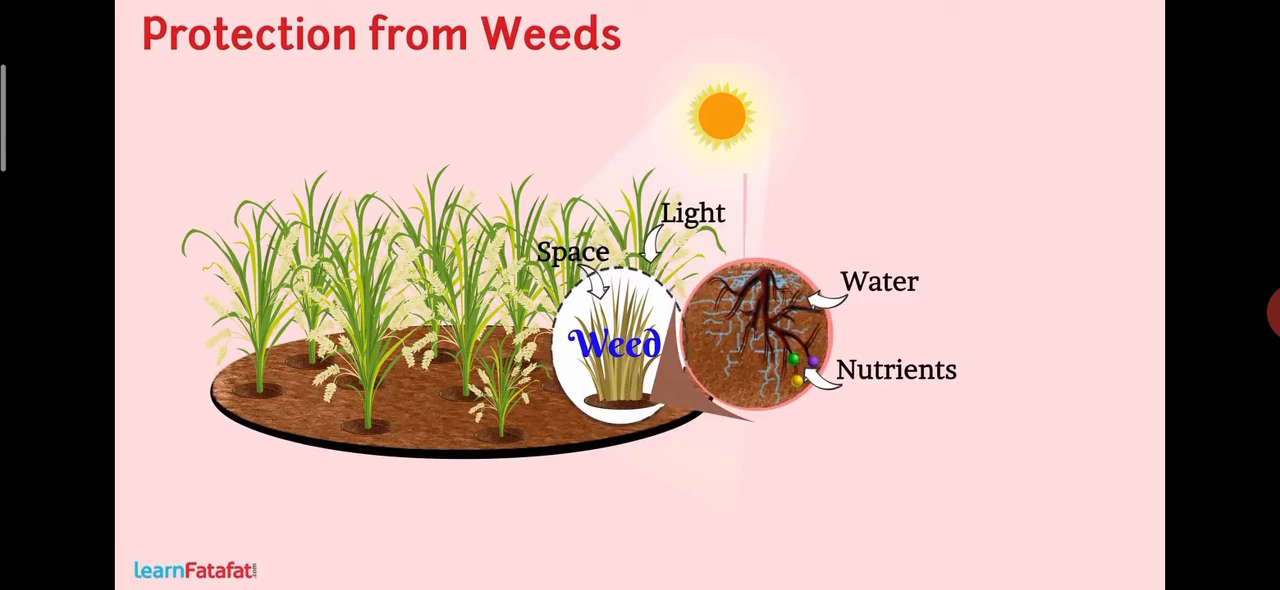 Protection from Weeds
Light
Space
Water
Weed
Nutrients
learnFatafat.com